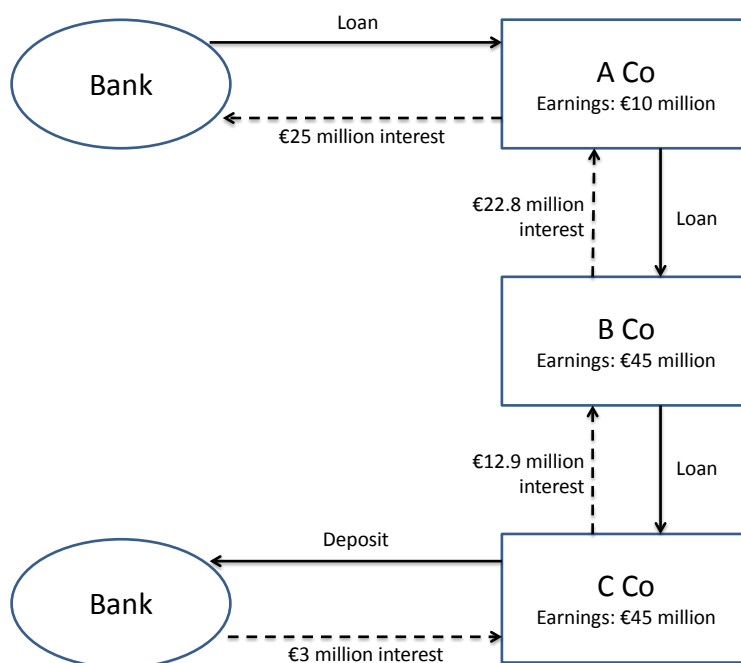 Loan
Bank
A Co
Earnings: €10 million
€25 million interest
€22.8 million
interest
Loan
B Co
Earnings: €45 million
€12.9 million
interest
Loan
Deposit
Bank
C Co
Earnings: €45 million
€3 million interest